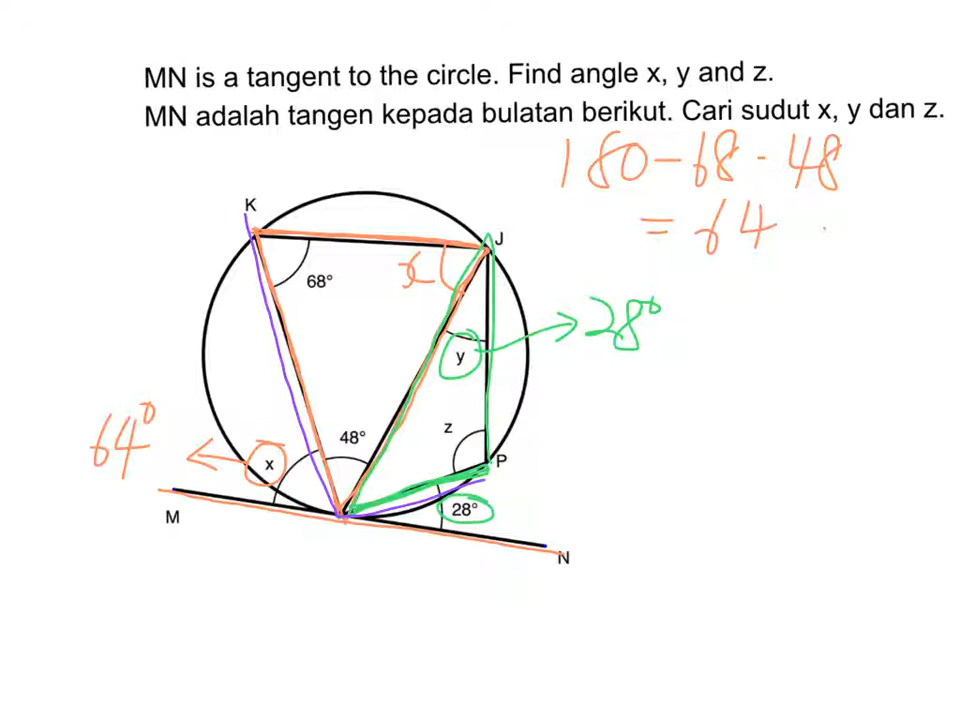 MN is a tangent to the circle. Find angle x, y and z.
MN adalah tangen kepada bulatan berikut. Cari sudut x, y dan z.
180-68-48
= 64
K
J
68°
x
28°
y
64°
48°
z
x
P
M
28°
N